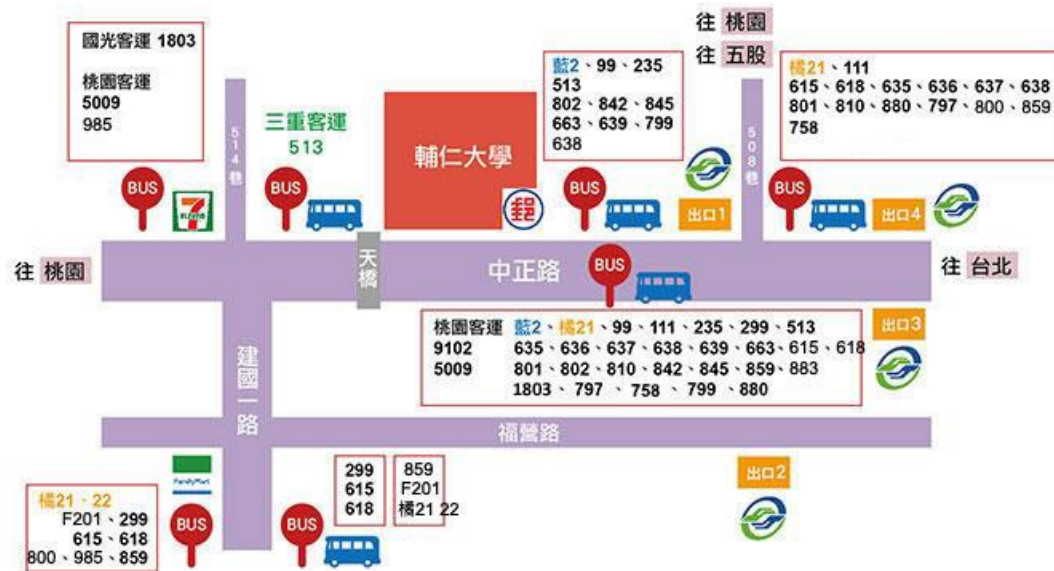 國光客運 1803
桃園客運
5009
985
BUS
7
ELEVEn
514巷
三重客運
513
BUS
輔仁大學
郵
藍2、99、235
513
802、842、845
663、639、799
638
BUS
出口1
往 桃園
往 五股
508巷
橘21、111
615、618、635、636、637、638
801、810、880、797、800、859
758
BUS
出口4
往 桃園
天橋
中正路
BUS
往 台北
桃園客運
9102
5009
藍2、橘21、99、111、235、299、513
635、636、637、638、639、663、615、618
801、802、810、842、845、859、883
1803、797、758、799、880
出口3
建國一路
福營路
FamilyMart
橘21、22
F201、299
615、618
800、985、859
BUS
BUS
299
615
618
859
F201
橘21 22
出口2